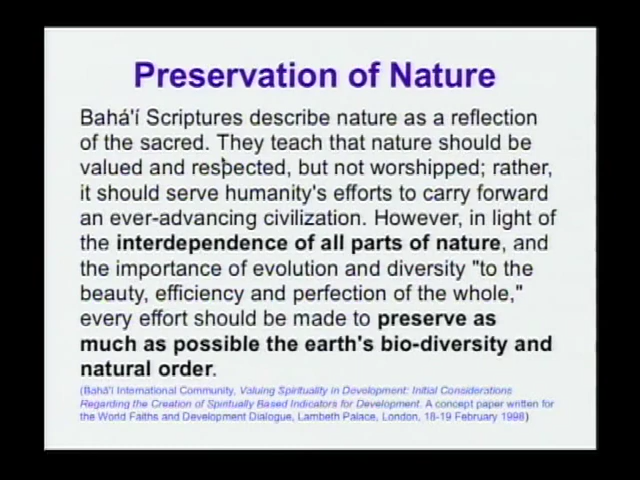 Preservation of Nature
Bahá'í Scriptures describe nature as a reflection
of the sacred. They teach that nature should be
valued and respected, but not worshipped; rather,
it should serve humanity's efforts to carry forward
an ever-advancing civilization. However, in light of
the interdependence of all parts of nature, and
the importance of evolution and diversity "to the
beauty, efficiency and perfection of the whole,"
every effort should be made to preserve as
much as possible the earth's bio-diversity and
natural order.
(Bahá'í International Community, Valuing Spirituality in Development: Initial Considerations
Regarding the Creation of Spiritually Based Indicators for Development. A concept paper written for
the World Faiths and Development Dialogue, Lambeth Palace, London, 18-19 February 1998)